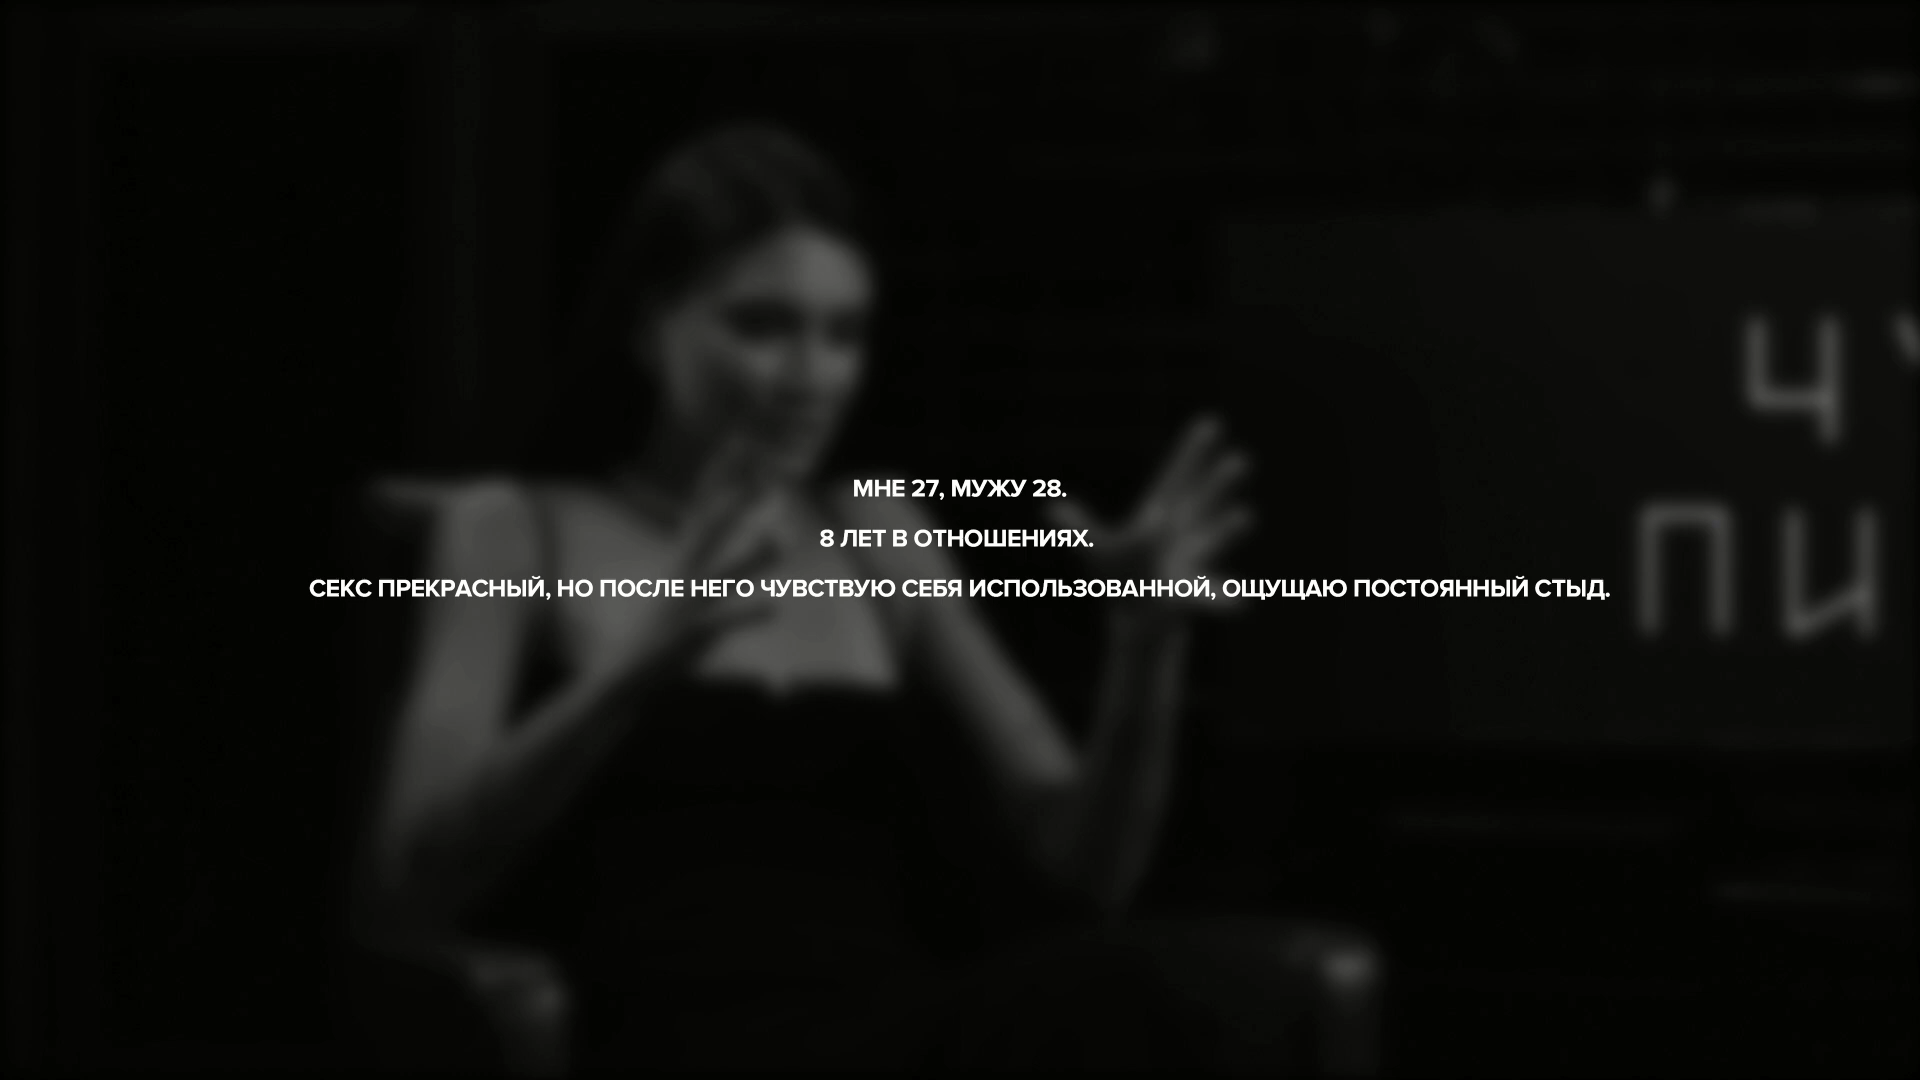 МНЕ 27, МУЖУ 28.
8 ЛЕТ В ОТНОШЕНИЯХ.
СЕКС ПРЕКРАСНЫЙ, НО ПОСЛЕ НЕГО ЧУВСТВУЮ СЕБЯ ИСПОЛЬЗОВАННОЙ, ОЩУЩАЮ ПОСТОЯННЫЙ СТЫД.